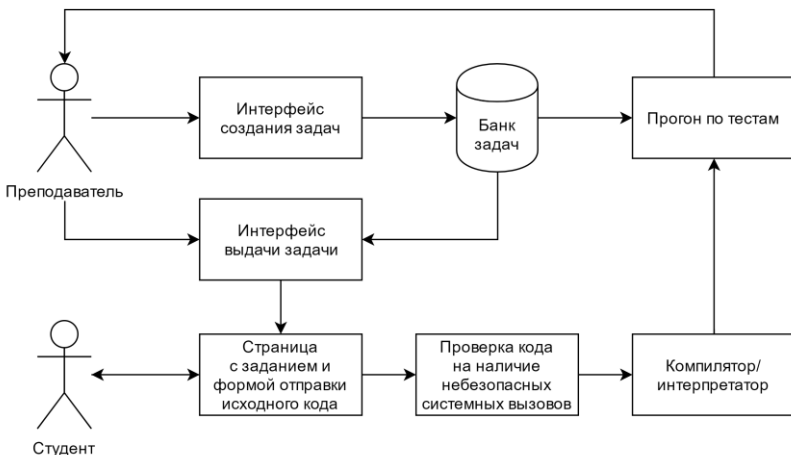 Интерфейс
создания задач
Банк
задач
Прогон по тестам
Преподаватель
Интерфейс
выдачи задачи
Страница
с заданием и
формой отправки
исходного кода
Проверка кода
на наличие
небезопасных
системных вызовов
Компилятор/
интерпретатор
Студент